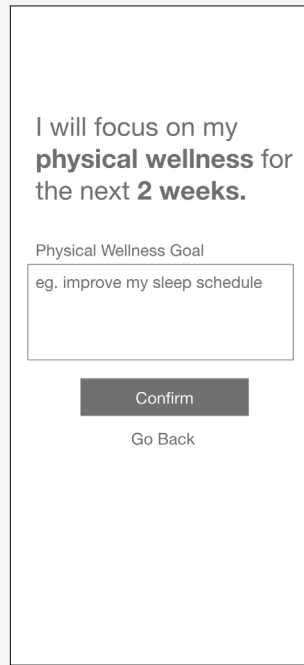 I will focus on my
physical wellness for
the next 2 weeks.
Physical Wellness Goal
eg. improve my sleep schedule
Confirm
Go Back